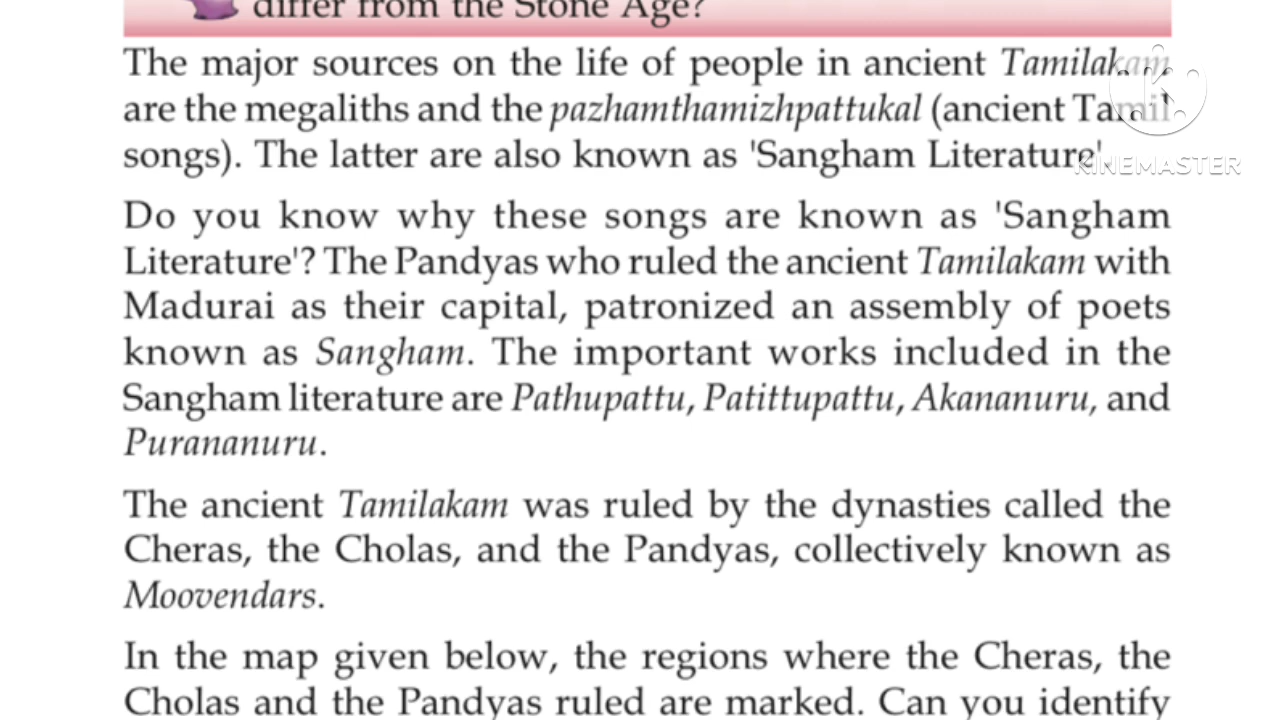 differ from the Stone Age?
The major sources on the life of people in ancient Tamilakam
are the megaliths and the pazhamthamizhpattukal (ancient Tamil
songs). The latter are also known as 'Sangham Literature'.
KINEMASTER
Do you know why these songs are known as 'Sangham
Literature'? The Pandyas who ruled the ancient Tamilakam with
Madurai as their capital, patronized an assembly of poets
known as Sangham. The important works included in the
Sangham literature are Pathupattu, Patittupattu, Akananuru, and
Purananuru.
The ancient Tamilakam was ruled by the dynasties called the
Cheras, the Cholas, and the Pandyas, collectively known as
Moovendars.
In the map given below, the regions where the Cheras, the
Cholas and the Pandyas ruled are marked. Can you identify